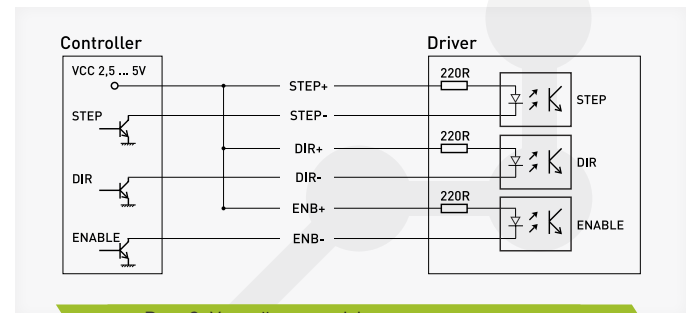 Controller
Driver
VCC 2,5 ... 5V
220R
STEP+
STEP
STEP-
STEP
220R
DIR+
DIR
DIR
DIR-
220R
ENB+
ENABLE
ENABLE
ENB-